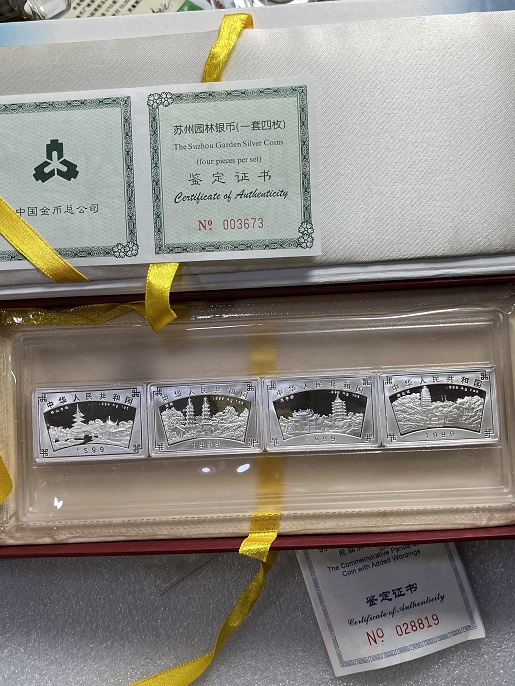 中国金币总公司
苏州园林银币(一套四枚)
The Suzhou Garden Silver Coins
(four pieces per set)
鉴定证书
Certificate of Authenticity
Nº 003673
中华人民共和国
1999
中华人民共和国
1999
中华人民共和国
1999
中华人民共和国
1999
The Commemorative Panda
Coin with Added Wordings
鉴定证书
Certificate of Authenticity
Nº 028819